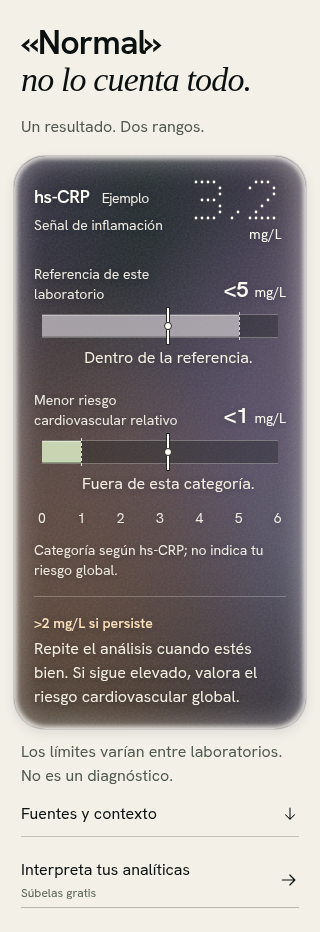 «Normal»
no lo cuenta todo.
Un resultado. Dos rangos.
hs-CRP Ejemplo 3.2
Señal de inflamación mg/L
Referencia de este
laboratorio <5 mg/L
Dentro de la referencia.
Menor riesgo
cardiovascular relativo <1 mg/L
Fuera de esta categoría.
0 1 2 3 4 5 6
Categoría según hs-CRP; no indica tu
riesgo global.
>2 mg/L si persiste
Repite el análisis cuando estés
bien. Si sigue elevado, valora el
riesgo cardiovascular global.
Los límites varían entre laboratorios.
No es un diagnóstico.
Fuentes y contexto ↓
Interpreta tus analíticas →
Súbelas gratis